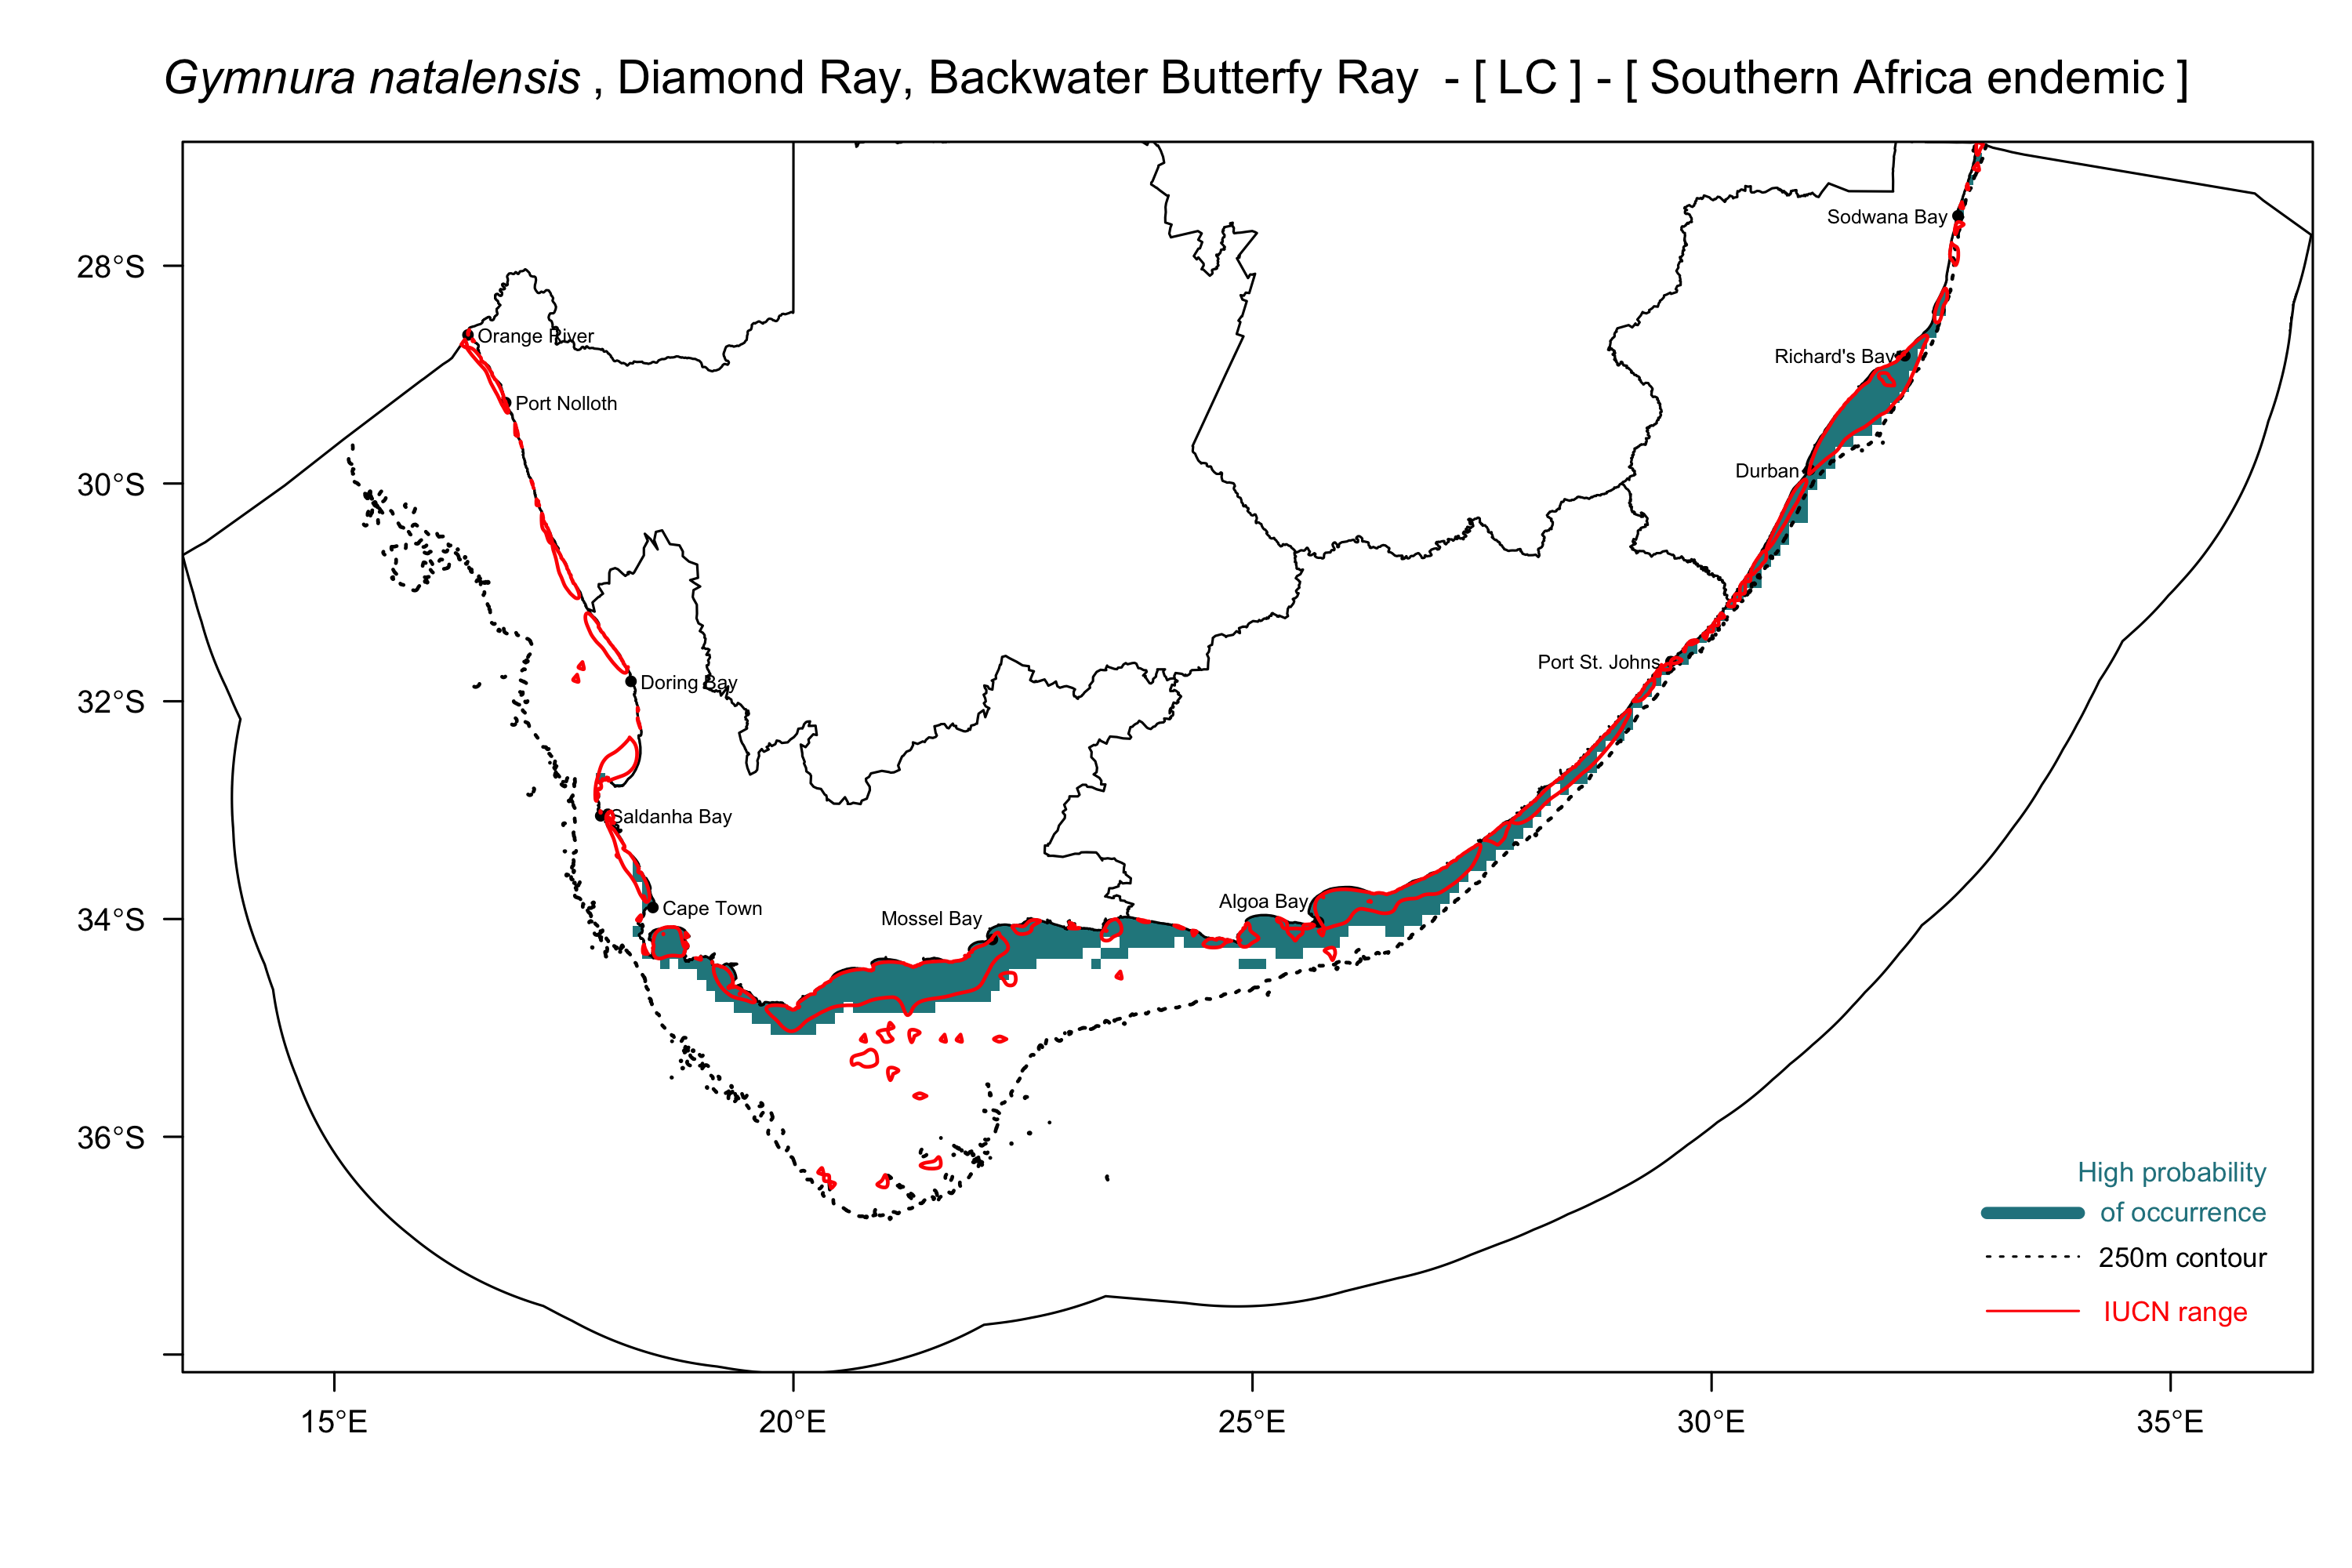 Gymnura natalensis , Diamond Ray, Backwater Butterfy Ray - [ LC ] - [ Southern Africa endemic ]
Sodwana Bay
28°S
Orange River
Richard's Bay
Port Nolloth
Durban
30°S
Port St. Johns
Doring Bay
32°S
Saldanha Bay
Algoa Bay
Cape Town
Mossel Bay
34°S
36°S
High probability
of occurrence
250m contour
IUCN range
15°E
20°E
25°E
30°E
35°E